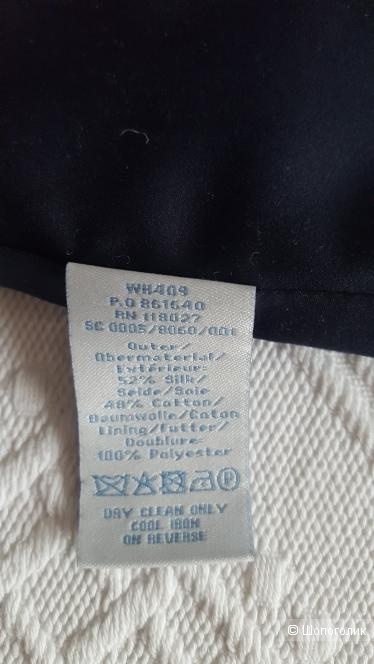 WH409
P.O 861640
RN 118027
SC 0005/8060/001
Outer/
Obermaterial/
Extérieur:
52% Silk/
Seide/Soie
48% Cotton/
Baumwolle/Coton
Lining/Futter/
Doublure:
100% Polyester
P
DRY CLEAN ONLY
COOL IRON
ON REVERSE
© Шопоголик